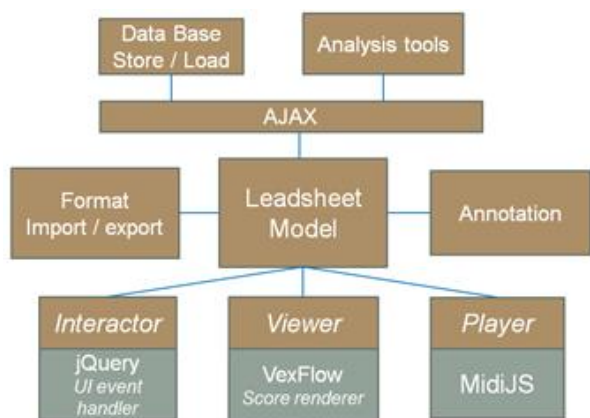 Data Base
Store / Load
Analysis tools
AJAX
Format
Import / export
Leadsheet
Model
Annotation
Interactor
jQuery
UI event
handler
Viewer
VexFlow
Score renderer
Player
MidiJS